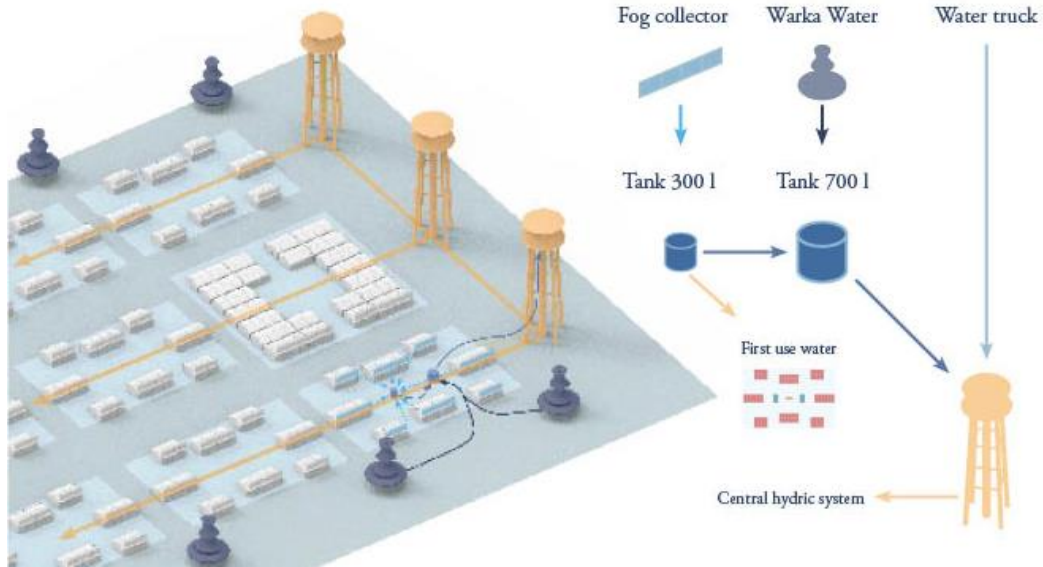 Fog collector
Warka Water
Water truck
Tank 300 l
Tank 700 l
First use water
Central hydric system